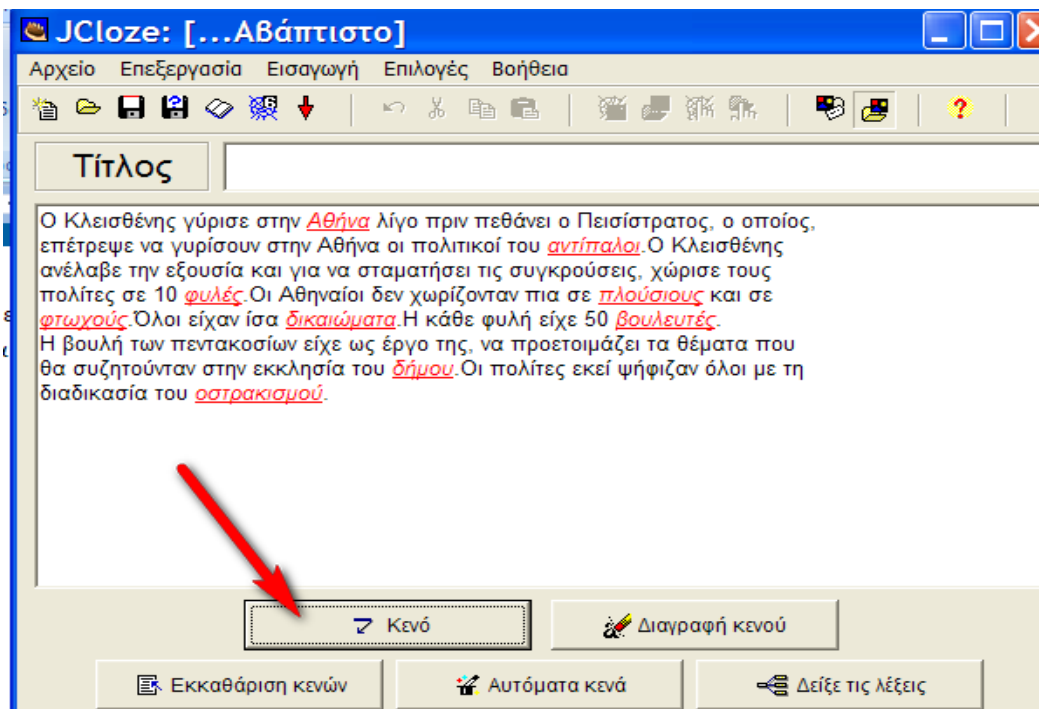 JCloze: [...Αβάπτιστο]
Αρχείο Επεξεργασία Εισαγωγή Επιλογές Βοήθεια
Τίτλος
Ο Κλεισθένης γύρισε στην Αθήνα λίγο πριν πεθάνει ο Πεισίστρατος, ο οποίος,
επέτρεψε να γυρίσουν στην Αθήνα οι πολιτικοί του αντίπαλοι.Ο Κλεισθένης
ανέλαβε την εξουσία και για να σταματήσει τις συγκρούσεις, χώρισε τους
πολίτες σε 10 φυλές.Οι Αθηναίοι δεν χωρίζονταν πια σε πλούσιους και σε
φτωχούς.Όλοι είχαν ίσα δικαιώματα.Η κάθε φυλή είχε 50 βουλευτές.
Η βουλή των πεντακοσίων είχε ως έργο της, να προετοιμάζει τα θέματα που
θα συζητούνταν στην εκκλησία του δήμου.Οι πολίτες εκεί ψήφιζαν όλοι με τη
διαδικασία του οστρακισμού.
Κενό Διαγραφή κενού
Εκκαθάριση κενών Αυτόματα κενά Δείξε τις λέξεις